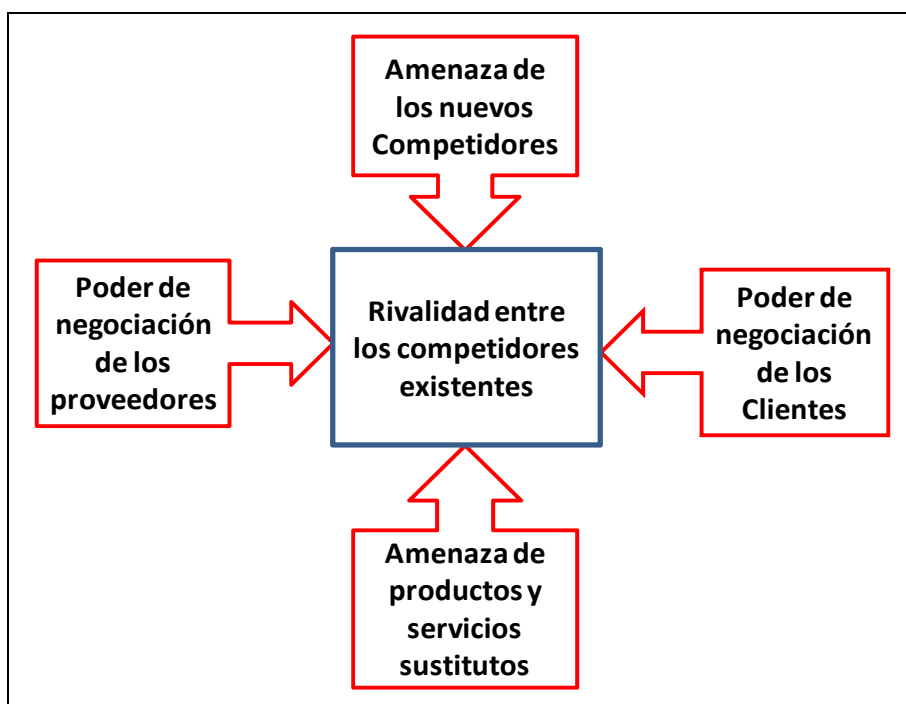 Amenaza de
los nuevos
Competidores
Poder de
negociación
de los
proveedores
Rivalidad entre
los competidores
existentes
Poder de
negociación
de los
Clientes
Amenaza de
productos y
servicios
sustitutos